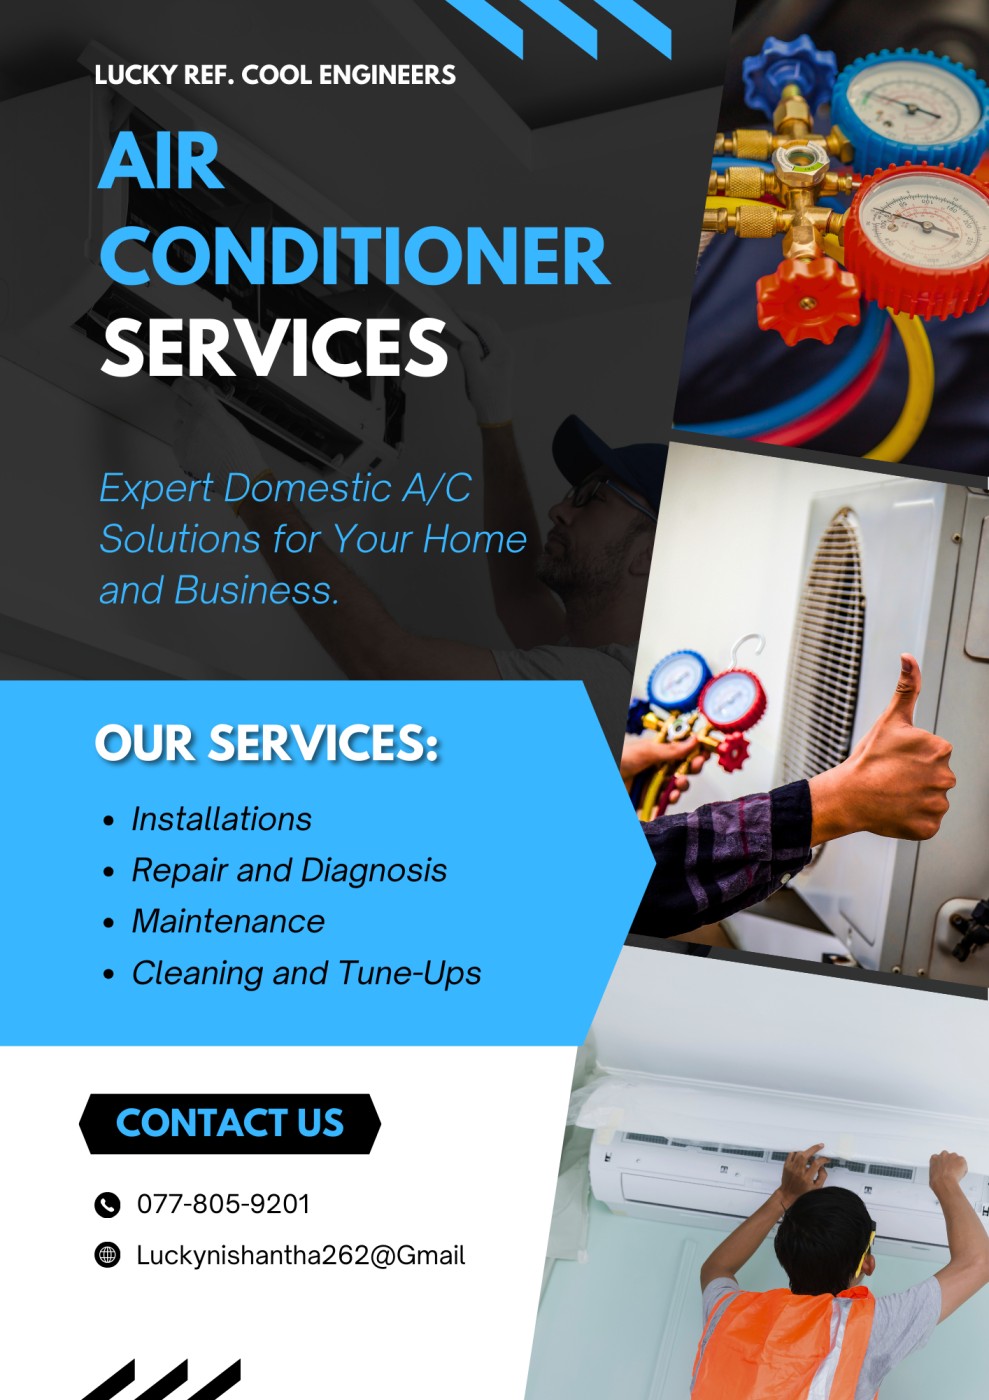 LUCKY REF. COOL ENGINEERS
AIR
CONDITIONER
SERVICES
Expert Domestic A/C
Solutions for Your Home
and Business.
OUR SERVICES:
• Installations
• Repair and Diagnosis
• Maintenance
• Cleaning and Tune-Ups
CONTACT US
077-805-9201
Luckynishantha262@Gmail